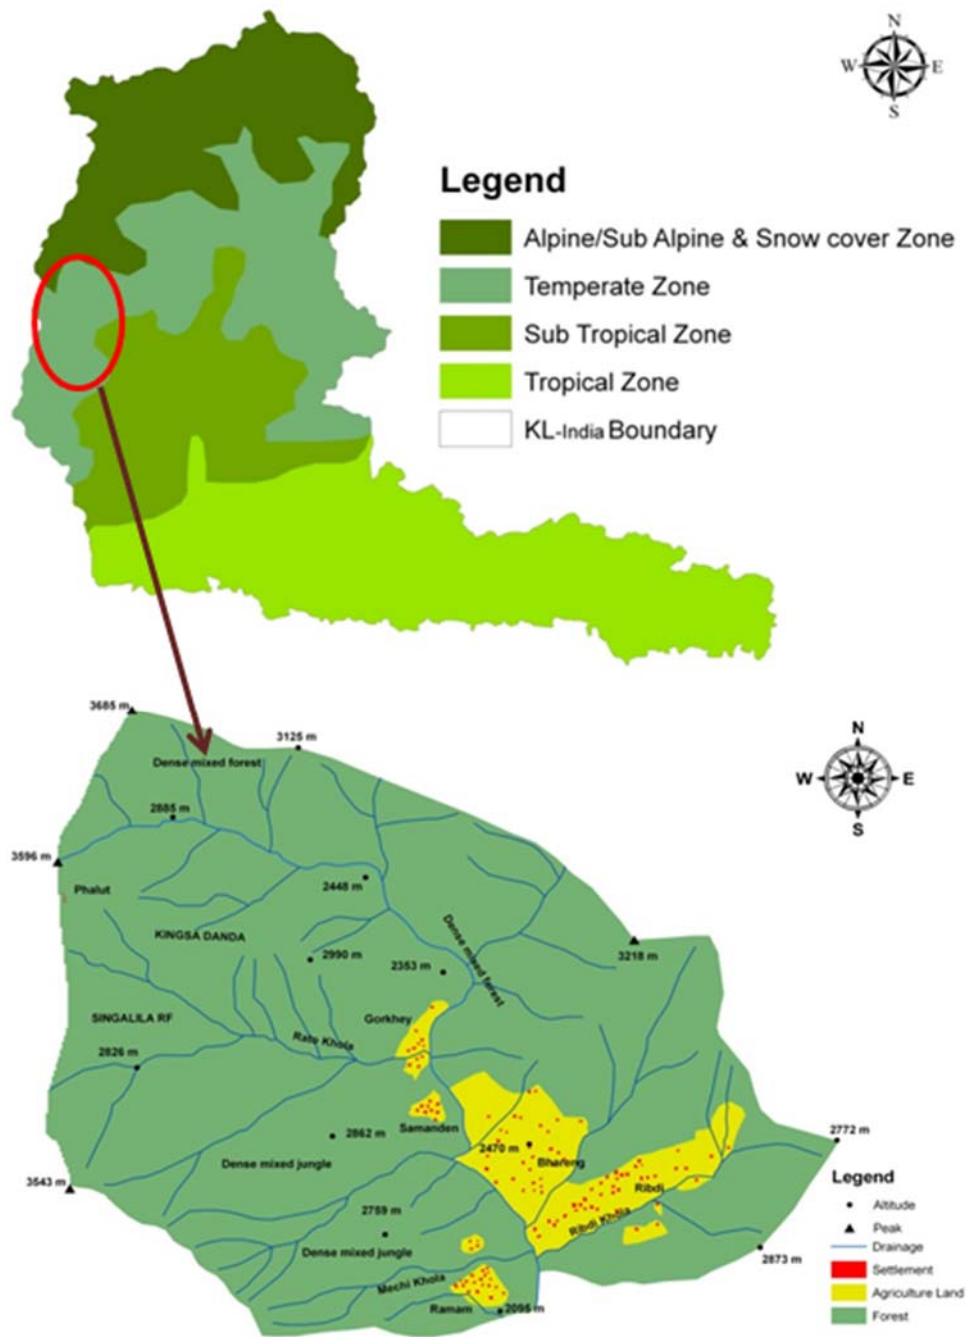 N
W E
S
Legend
Alpine/Sub Alpine & Snow cover Zone
Temperate Zone
Sub Tropical Zone
Tropical Zone
KL-India Boundary
3685 m
3125 m
Dense mixed forest
N
W E
S
2885 m
3596 m
Phalut
2448 m
KINGSA DANDA
Dense mixed forest
2990 m
2353 m
3218 m
SINGALILA RF
Gorkhey
Rato Khola
2826 m
Samanden
2862 m
2470 m
Bhareng
2772 m
Dense mixed jungle
Legend
3543 m
Ribdi
Altitude
2759 m
Ribdi Khola
Peak
Dense mixed jungle
Drainage
2873 m
Settlement
Mechi Khola
Agriculture Land
Ramam
2095 m
Forest